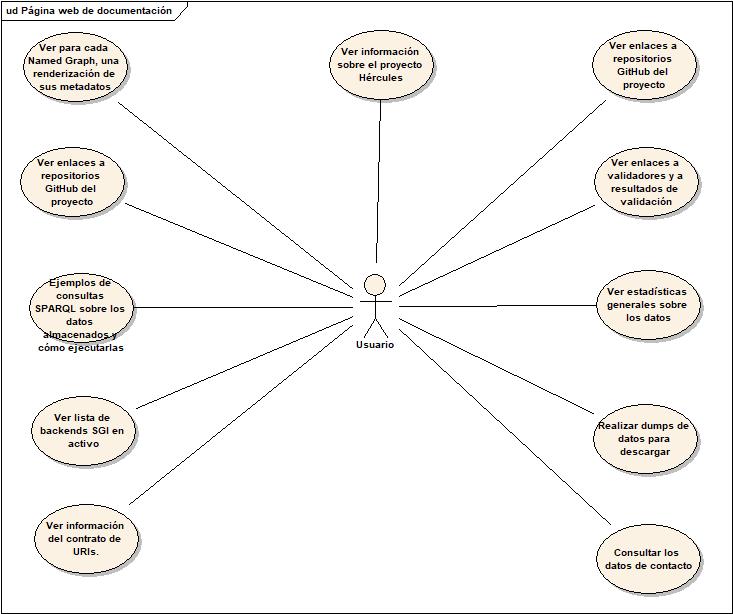 ud Página web de documentación
Ver para cada
Named Graph, una
renderización de
sus metadatos
Ver información
sobre el proyecto
Hércules
Ver enlaces a
repositorios
GitHub del
proyecto
Ver enlaces a
repositorios
GitHub del
proyecto
Ver enlaces a
validadores y a
resultados de
validación
Ejemplos de
consultas
SPARQL sobre los
datos
almacenados y
cómo ejecutarlas
Ver estadísticas
generales sobre
los datos
Usuario
Ver lista de
backends SGI en
activo
Realizar dumps de
datos para
descargar
Ver información
del contrato de
URIs.
Consultar los
datos de contacto